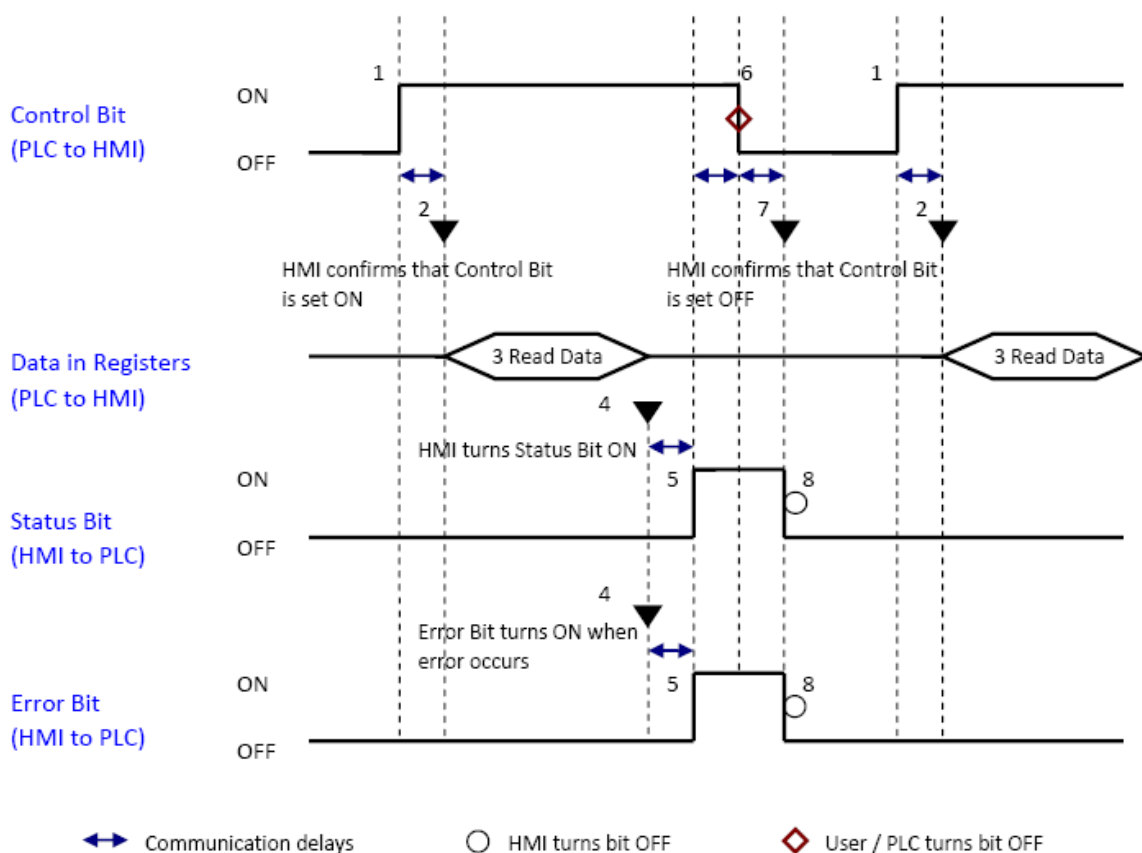 1
6
1
ON
Control Bit
(PLC to HMI)
OFF
2
7
2
HMI confirms that Control Bit
is set ON
HMI confirms that Control Bit
is set OFF
Data in Registers
(PLC to HMI)
3 Read Data
3 Read Data
4
HMI turns Status Bit ON
ON
5
8
Status Bit
(HMI to PLC)
OFF
4
Error Bit turns ON when
error occurs
ON
5
8
Error Bit
(HMI to PLC)
OFF
Communication delays
HMI turns bit OFF
User / PLC turns bit OFF